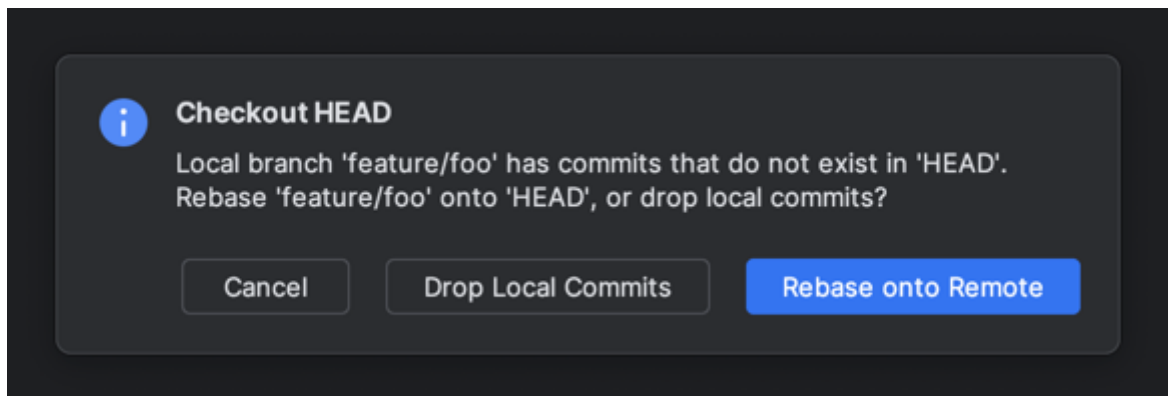 Checkout HEAD
Local branch 'feature/foo' has commits that do not exist in 'HEAD'.
Rebase 'feature/foo' onto 'HEAD', or drop local commits?
Cancel
Drop Local Commits
Rebase onto Remote